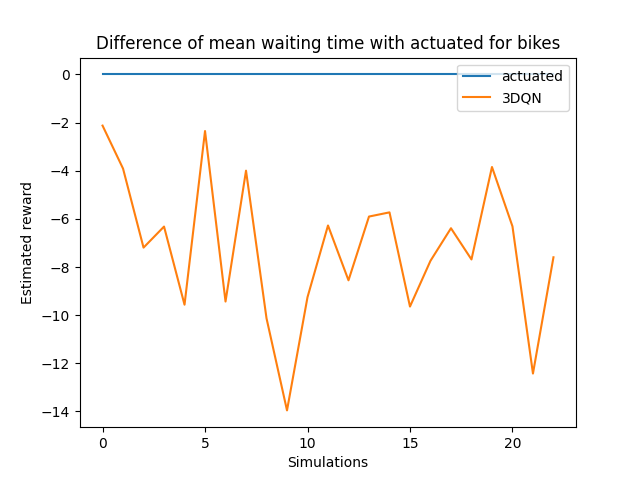 Difference of mean waiting time with actuated for bikes
actuated
3DQN
0
−2
−4
−6
−8
−10
−12
−14
Estimated reward
0 5 10 15 20
Simulations